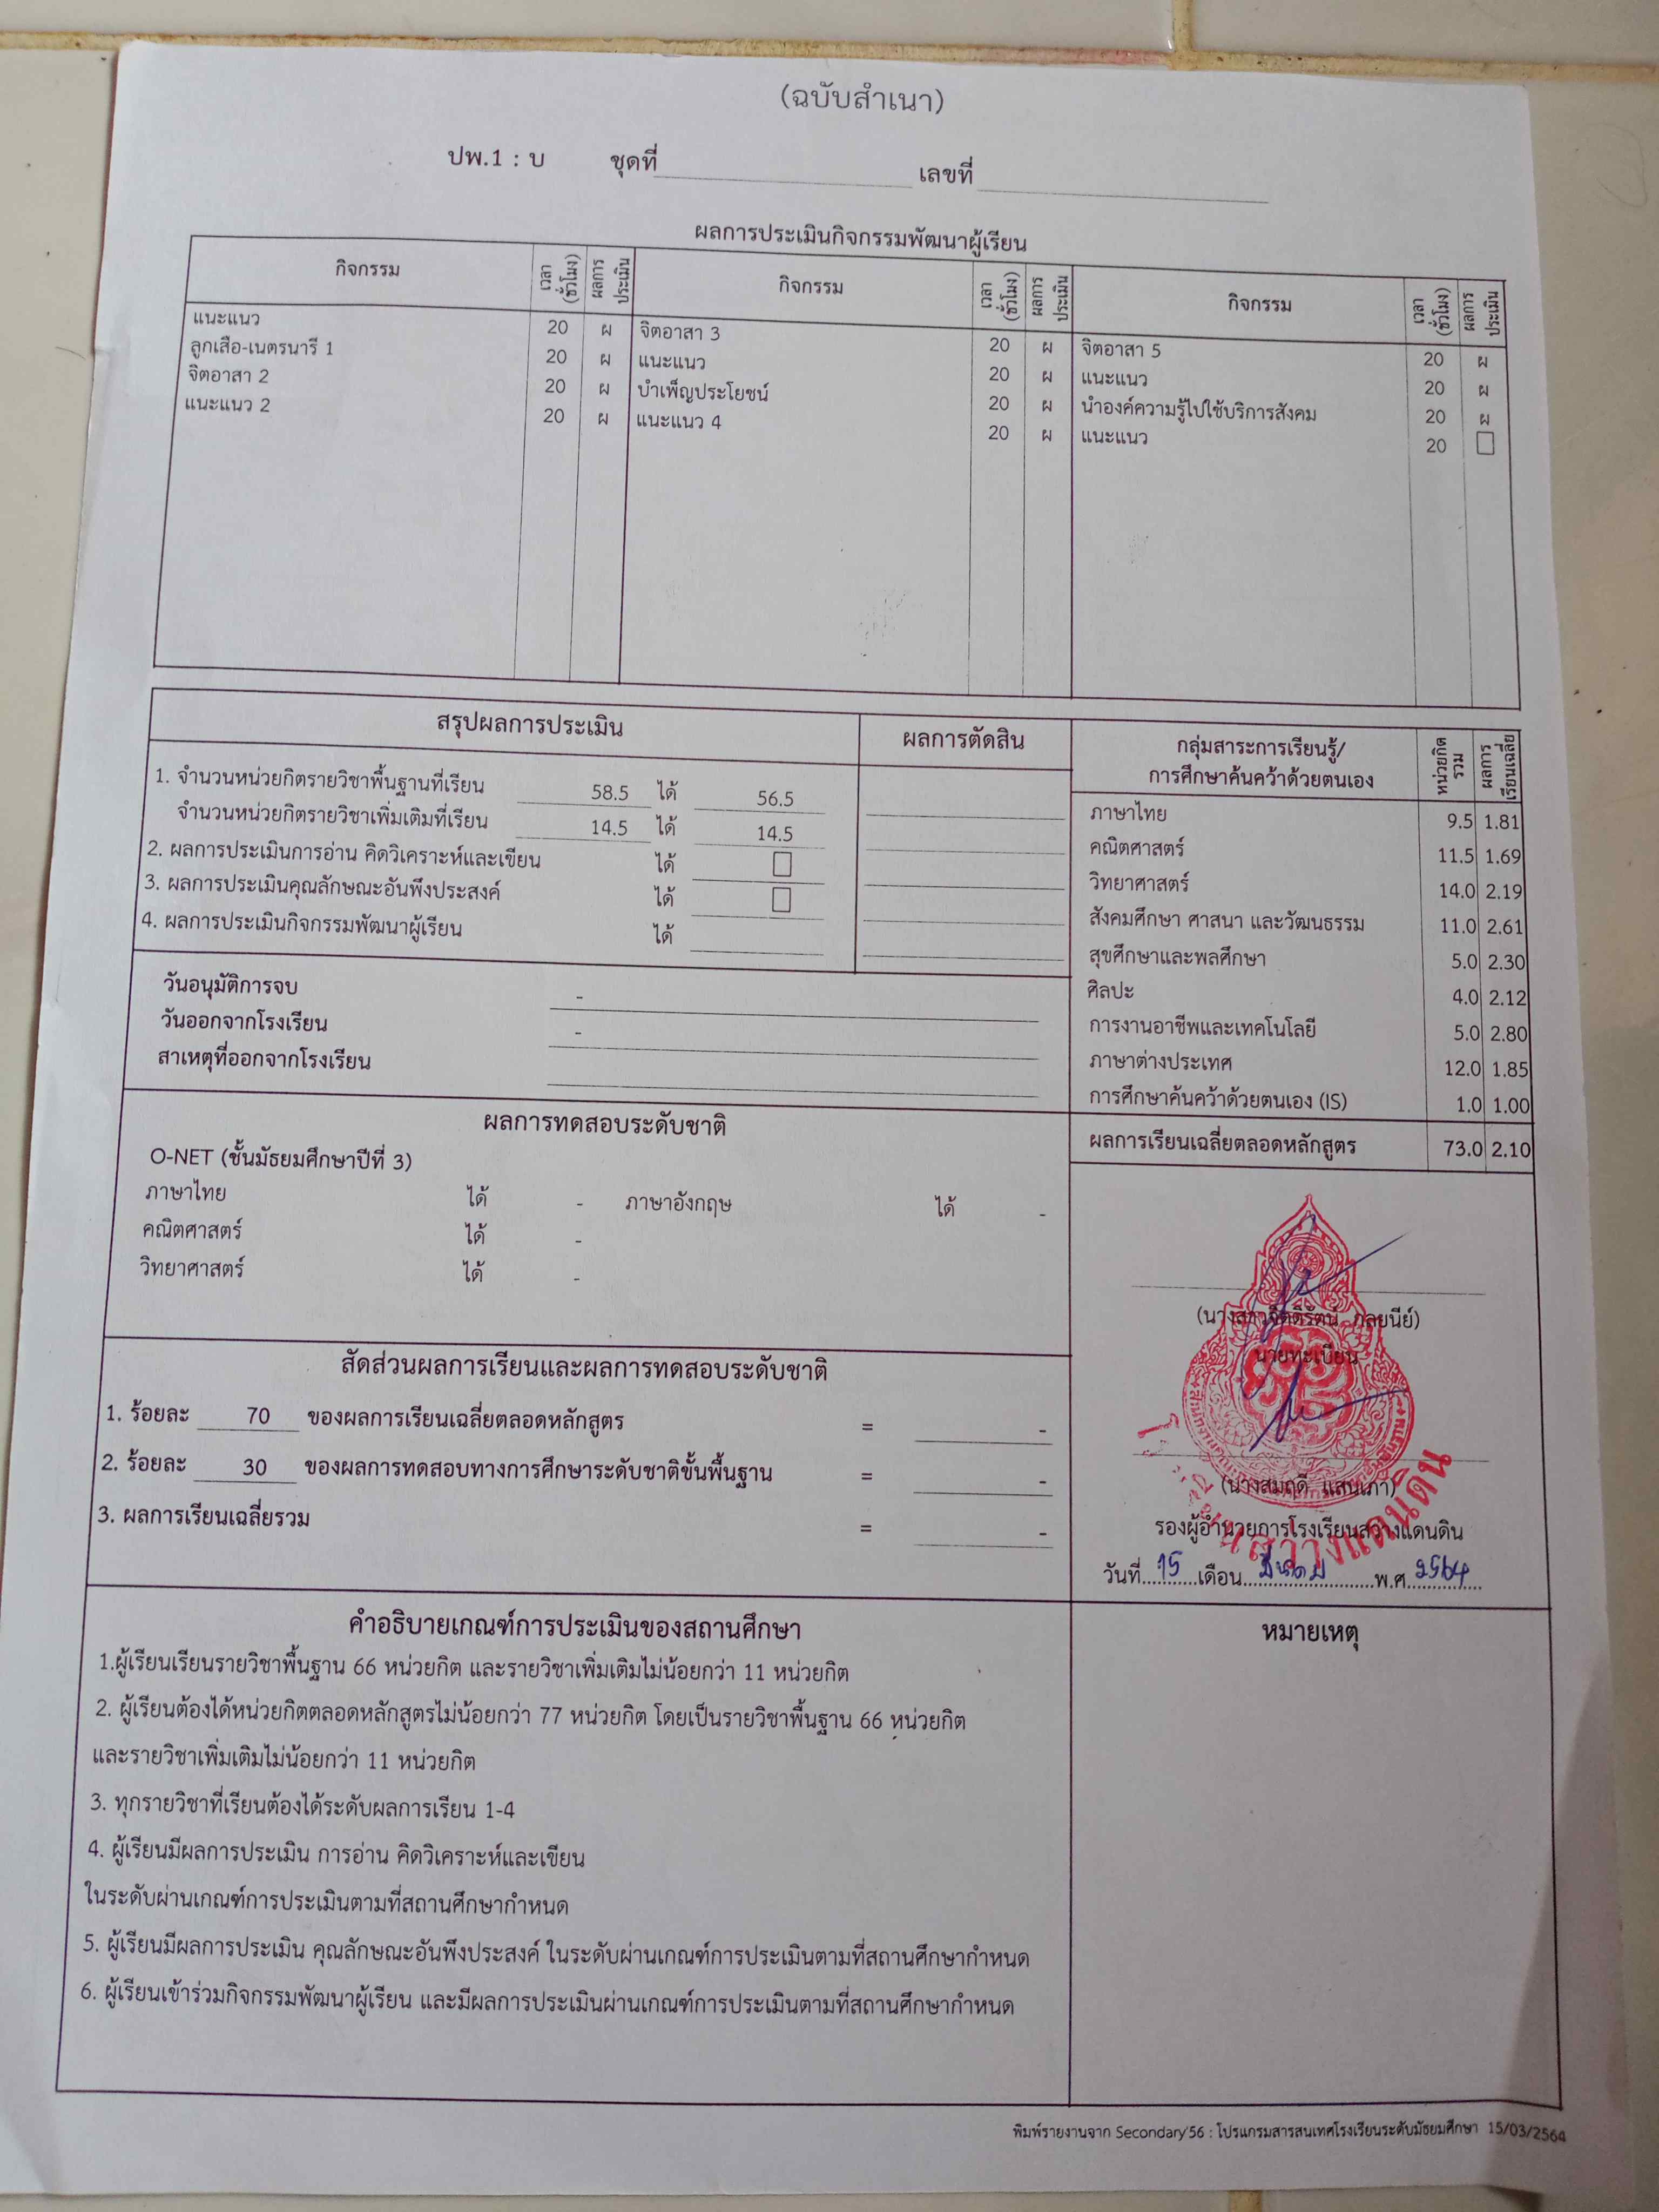 (ฉบับสำเนา)
ปพ.1 : บ ชุดที่ เลขที่
ผลการประเมินกิจกรรมพัฒนาผู้เรียน
กิจกรรม เวลา (ชั่วโมง) ผลการประเมิน กิจกรรม เวลา (ชั่วโมง) ผลการประเมิน กิจกรรม เวลา (ชั่วโมง) ผลการประเมิน
แนะแนว 20 ผ จิตอาสา 3 20 ผ จิตอาสา 5 20 ผ
ลูกเสือ-เนตรนารี 1 20 ผ แนะแนว 20 ผ แนะแนว 20 ผ
จิตอาสา 2 20 ผ บำเพ็ญประโยชน์ 20 ผ นำองค์ความรู้ไปใช้บริการสังคม 20 ผ
แนะแนว 2 20 ผ แนะแนว 4 20 ผ แนะแนว 20
สรุปผลการประเมิน ผลการตัดสิน
1. จำนวนหน่วยกิตรายวิชาพื้นฐานที่เรียน 58.5 ได้ 56.5
จำนวนหน่วยกิตรายวิชาเพิ่มเติมที่เรียน 14.5 ได้ 14.5
2. ผลการประเมินการอ่าน คิดวิเคราะห์และเขียน ได้
3. ผลการประเมินคุณลักษณะอันพึงประสงค์ ได้
4. ผลการประเมินกิจกรรมพัฒนาผู้เรียน ได้
วันอนุมัติการจบ -
วันออกจากโรงเรียน -
สาเหตุที่ออกจากโรงเรียน
กลุ่มสาระการเรียนรู้/
การศึกษาค้นคว้าด้วยตนเอง หน่วยกิตรวม ผลการเรียนเฉลี่ย
ภาษาไทย 9.5 1.81
คณิตศาสตร์ 11.5 1.69
วิทยาศาสตร์ 14.0 2.19
สังคมศึกษา ศาสนา และวัฒนธรรม 11.0 2.61
สุขศึกษาและพลศึกษา 5.0 2.30
ศิลปะ 4.0 2.12
การงานอาชีพและเทคโนโลยี 5.0 2.80
ภาษาต่างประเทศ 12.0 1.85
การศึกษาค้นคว้าด้วยตนเอง (IS) 1.0 1.00
ผลการเรียนเฉลี่ยตลอดหลักสูตร 73.0 2.10
ผลการทดสอบระดับชาติ
O-NET (ชั้นมัธยมศึกษาปีที่ 3)
ภาษาไทย ได้ - ภาษาอังกฤษ ได้ -
คณิตศาสตร์ ได้ -
วิทยาศาสตร์ ได้ -
สัดส่วนผลการเรียนและผลการทดสอบระดับชาติ
1. ร้อยละ 70 ของผลการเรียนเฉลี่ยตลอดหลักสูตร = -
2. ร้อยละ 30 ของผลการทดสอบทางการศึกษาระดับชาติขั้นพื้นฐาน = -
3. ผลการเรียนเฉลี่ยรวม = -
นายทะเบียน
(นางสมฤดี แสนเภา)
รองผู้อำนวยการโรงเรียนสว่างแดนดิน
สว่างแดนดิน
วันที่ 15 เดือน มีนาคม พ.ศ. 2564
คำอธิบายเกณฑ์การประเมินของสถานศึกษา
1.ผู้เรียนเรียนรายวิชาพื้นฐาน 66 หน่วยกิต และรายวิชาเพิ่มเติมไม่น้อยกว่า 11 หน่วยกิต
2. ผู้เรียนต้องได้หน่วยกิตตลอดหลักสูตรไม่น้อยกว่า 77 หน่วยกิต โดยเป็นรายวิชาพื้นฐาน 66 หน่วยกิต
และรายวิชาเพิ่มเติมไม่น้อยกว่า 11 หน่วยกิต
3. ทุกรายวิชาที่เรียนต้องได้ระดับผลการเรียน 1-4
4. ผู้เรียนมีผลการประเมิน การอ่าน คิดวิเคราะห์และเขียน
ในระดับผ่านเกณฑ์การประเมินตามที่สถานศึกษากำหนด
5. ผู้เรียนมีผลการประเมิน คุณลักษณะอันพึงประสงค์ ในระดับผ่านเกณฑ์การประเมินตามที่สถานศึกษากำหนด
6. ผู้เรียนเข้าร่วมกิจกรรมพัฒนาผู้เรียน และมีผลการประเมินผ่านเกณฑ์การประเมินตามที่สถานศึกษากำหนด
หมายเหตุ
พิมพ์รายงานจาก Secondary'56 : โปรแกรมสารสนเทศโรงเรียนระดับมัธยมศึกษา 15/03/2564